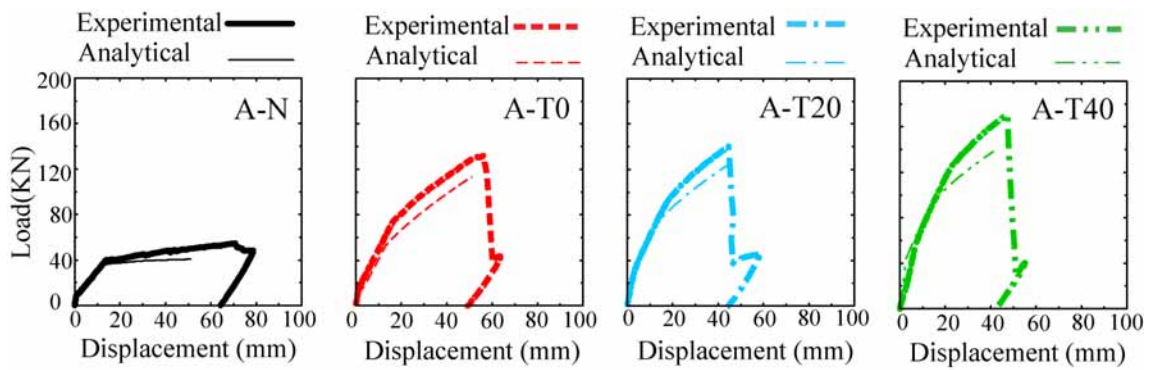 Experimental Experimental Experimental Experimental
Analytical Analytical Analytical Analytical
200
160
120
80
40
0
Load(KN)
A-N A-T0 A-T20 A-T40
0 20 40 60 80 100 0 20 40 60 80 100 0 20 40 60 80 100 0 20 40 60 80 100
Displacement (mm) Displacement (mm) Displacement (mm) Displacement (mm)